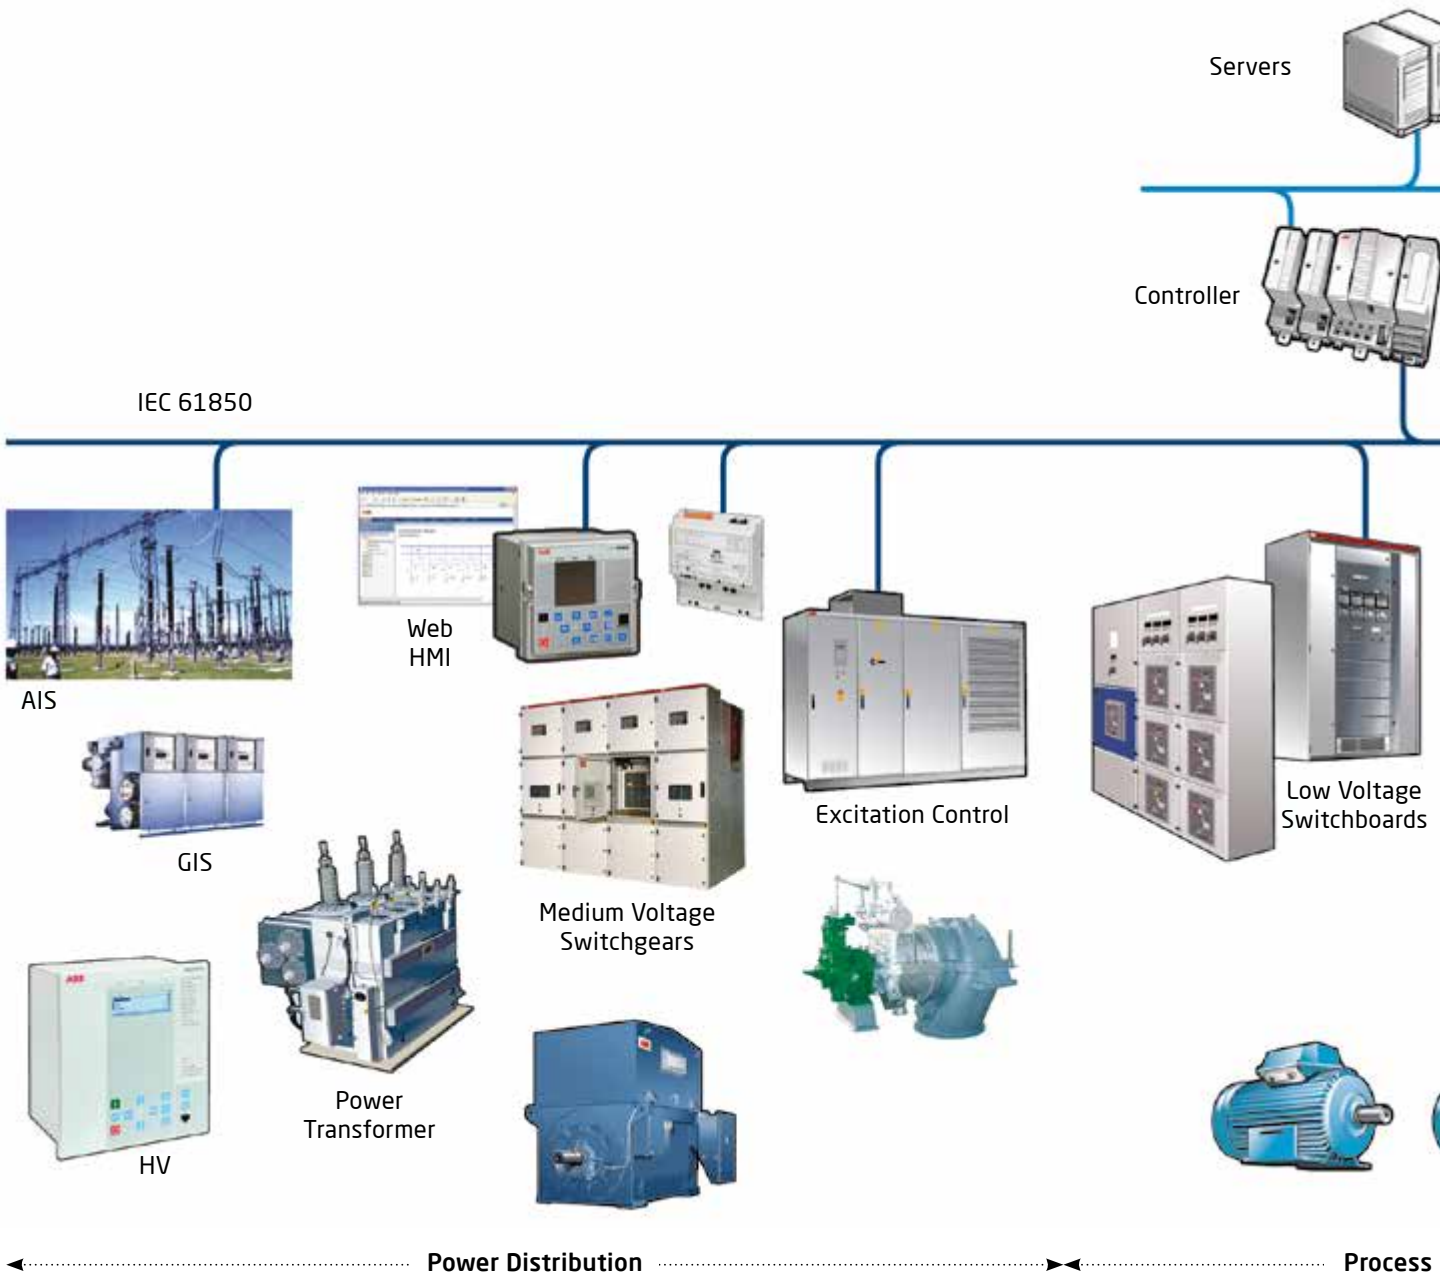 Servers
Controller
IEC 61850
Web
HMI
AIS
Low Voltage
Switchboards
Excitation Control
GIS
Medium Voltage
Switchgears
ABB
Power
Transformer
HV
Power Distribution
Process